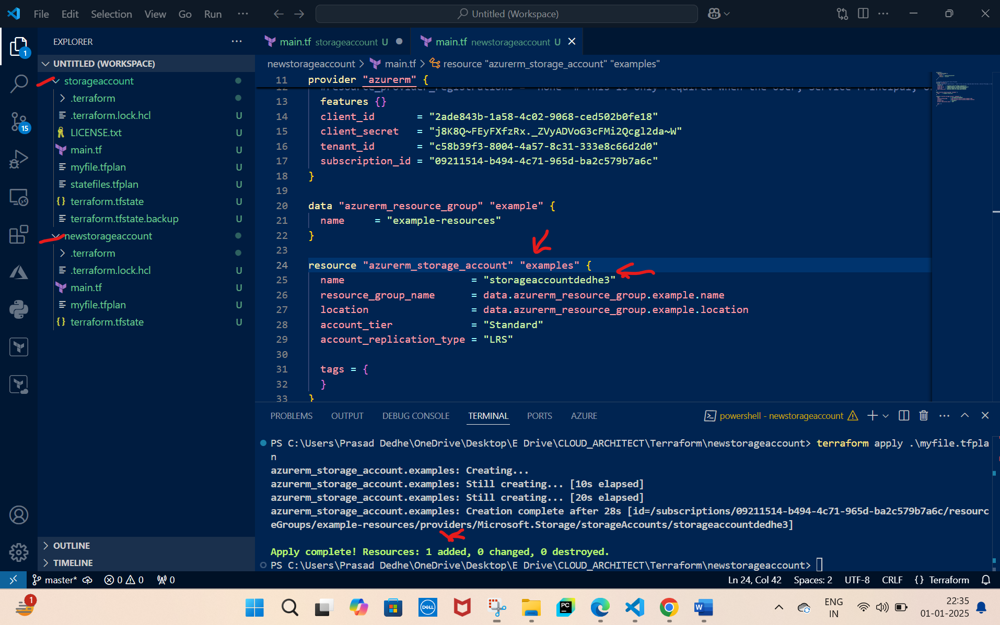 File Edit Selection View Go Run ··· Untitled (Workspace)
EXPLORER ···
1
15
UNTITLED (WORKSPACE)
storageaccount
.terraform
.terraform.lock.hcl U
LICENSE.txt U
main.tf U
myfile.tfplan U
statefiles.tfplan U
{} terraform.tfstate U
terraform.tfstate.backup U
newstorageaccount
.terraform
.terraform.lock.hcl U
main.tf U
myfile.tfplan U
{} terraform.tfstate U
OUTLINE
TIMELINE
main.tf storageaccount U
main.tf newstorageaccount U
newstorageaccount > main.tf > resource "azurerm_storage_account" "examples"
11 provider "azurerm" {
13 features {}
14 client_id = "2ade843b-1a58-4c02-9068-ced502b0fe18"
15 client_secret = "j8K8Q~FEyFXfzRx._ZVyADVoG3cFMi2Qcgl2da~W"
16 tenant_id = "c58b39f3-8004-4a57-8c31-333e8c66d2d0"
17 subscription_id = "09211514-b494-4c71-965d-ba2c579b7a6c"
18 }
19
20 data "azurerm_resource_group" "example" {
21 name = "example-resources"
22 }
23
24 resource "azurerm_storage_account" "examples" {
25 name = "storageaccountdedhe3"
26 resource_group_name = data.azurerm_resource_group.example.name
27 location = data.azurerm_resource_group.example.location
28 account_tier = "Standard"
29 account_replication_type = "LRS"
30
31 tags = {
32 }
33 }
PROBLEMS OUTPUT DEBUG CONSOLE TERMINAL PORTS AZURE powershell - newstorageaccount
PS C:\Users\Prasad Dedhe\OneDrive\Desktop\E Drive\CLOUD_ARCHITECT\Terraform\newstorageaccount> terraform apply .\myfile.tfpla
n
azurerm_storage_account.examples: Creating...
azurerm_storage_account.examples: Still creating... [10s elapsed]
azurerm_storage_account.examples: Still creating... [20s elapsed]
azurerm_storage_account.examples: Creation complete after 28s [id=/subscriptions/09211514-b494-4c71-965d-ba2c579b7a6c/resourc
eGroups/example-resources/providers/Microsoft.Storage/storageAccounts/storageaccountdedhe3]
Apply complete! Resources: 1 added, 0 changed, 0 destroyed.
PS C:\Users\Prasad Dedhe\OneDrive\Desktop\E Drive\CLOUD_ARCHITECT\Terraform\newstorageaccount>
master* 0 0 0 Ln 24, Col 42 Spaces: 2 UTF-8 CRLF {} Terraform
1
DELL
PC
W
ENG
IN
22:35
01-01-2025